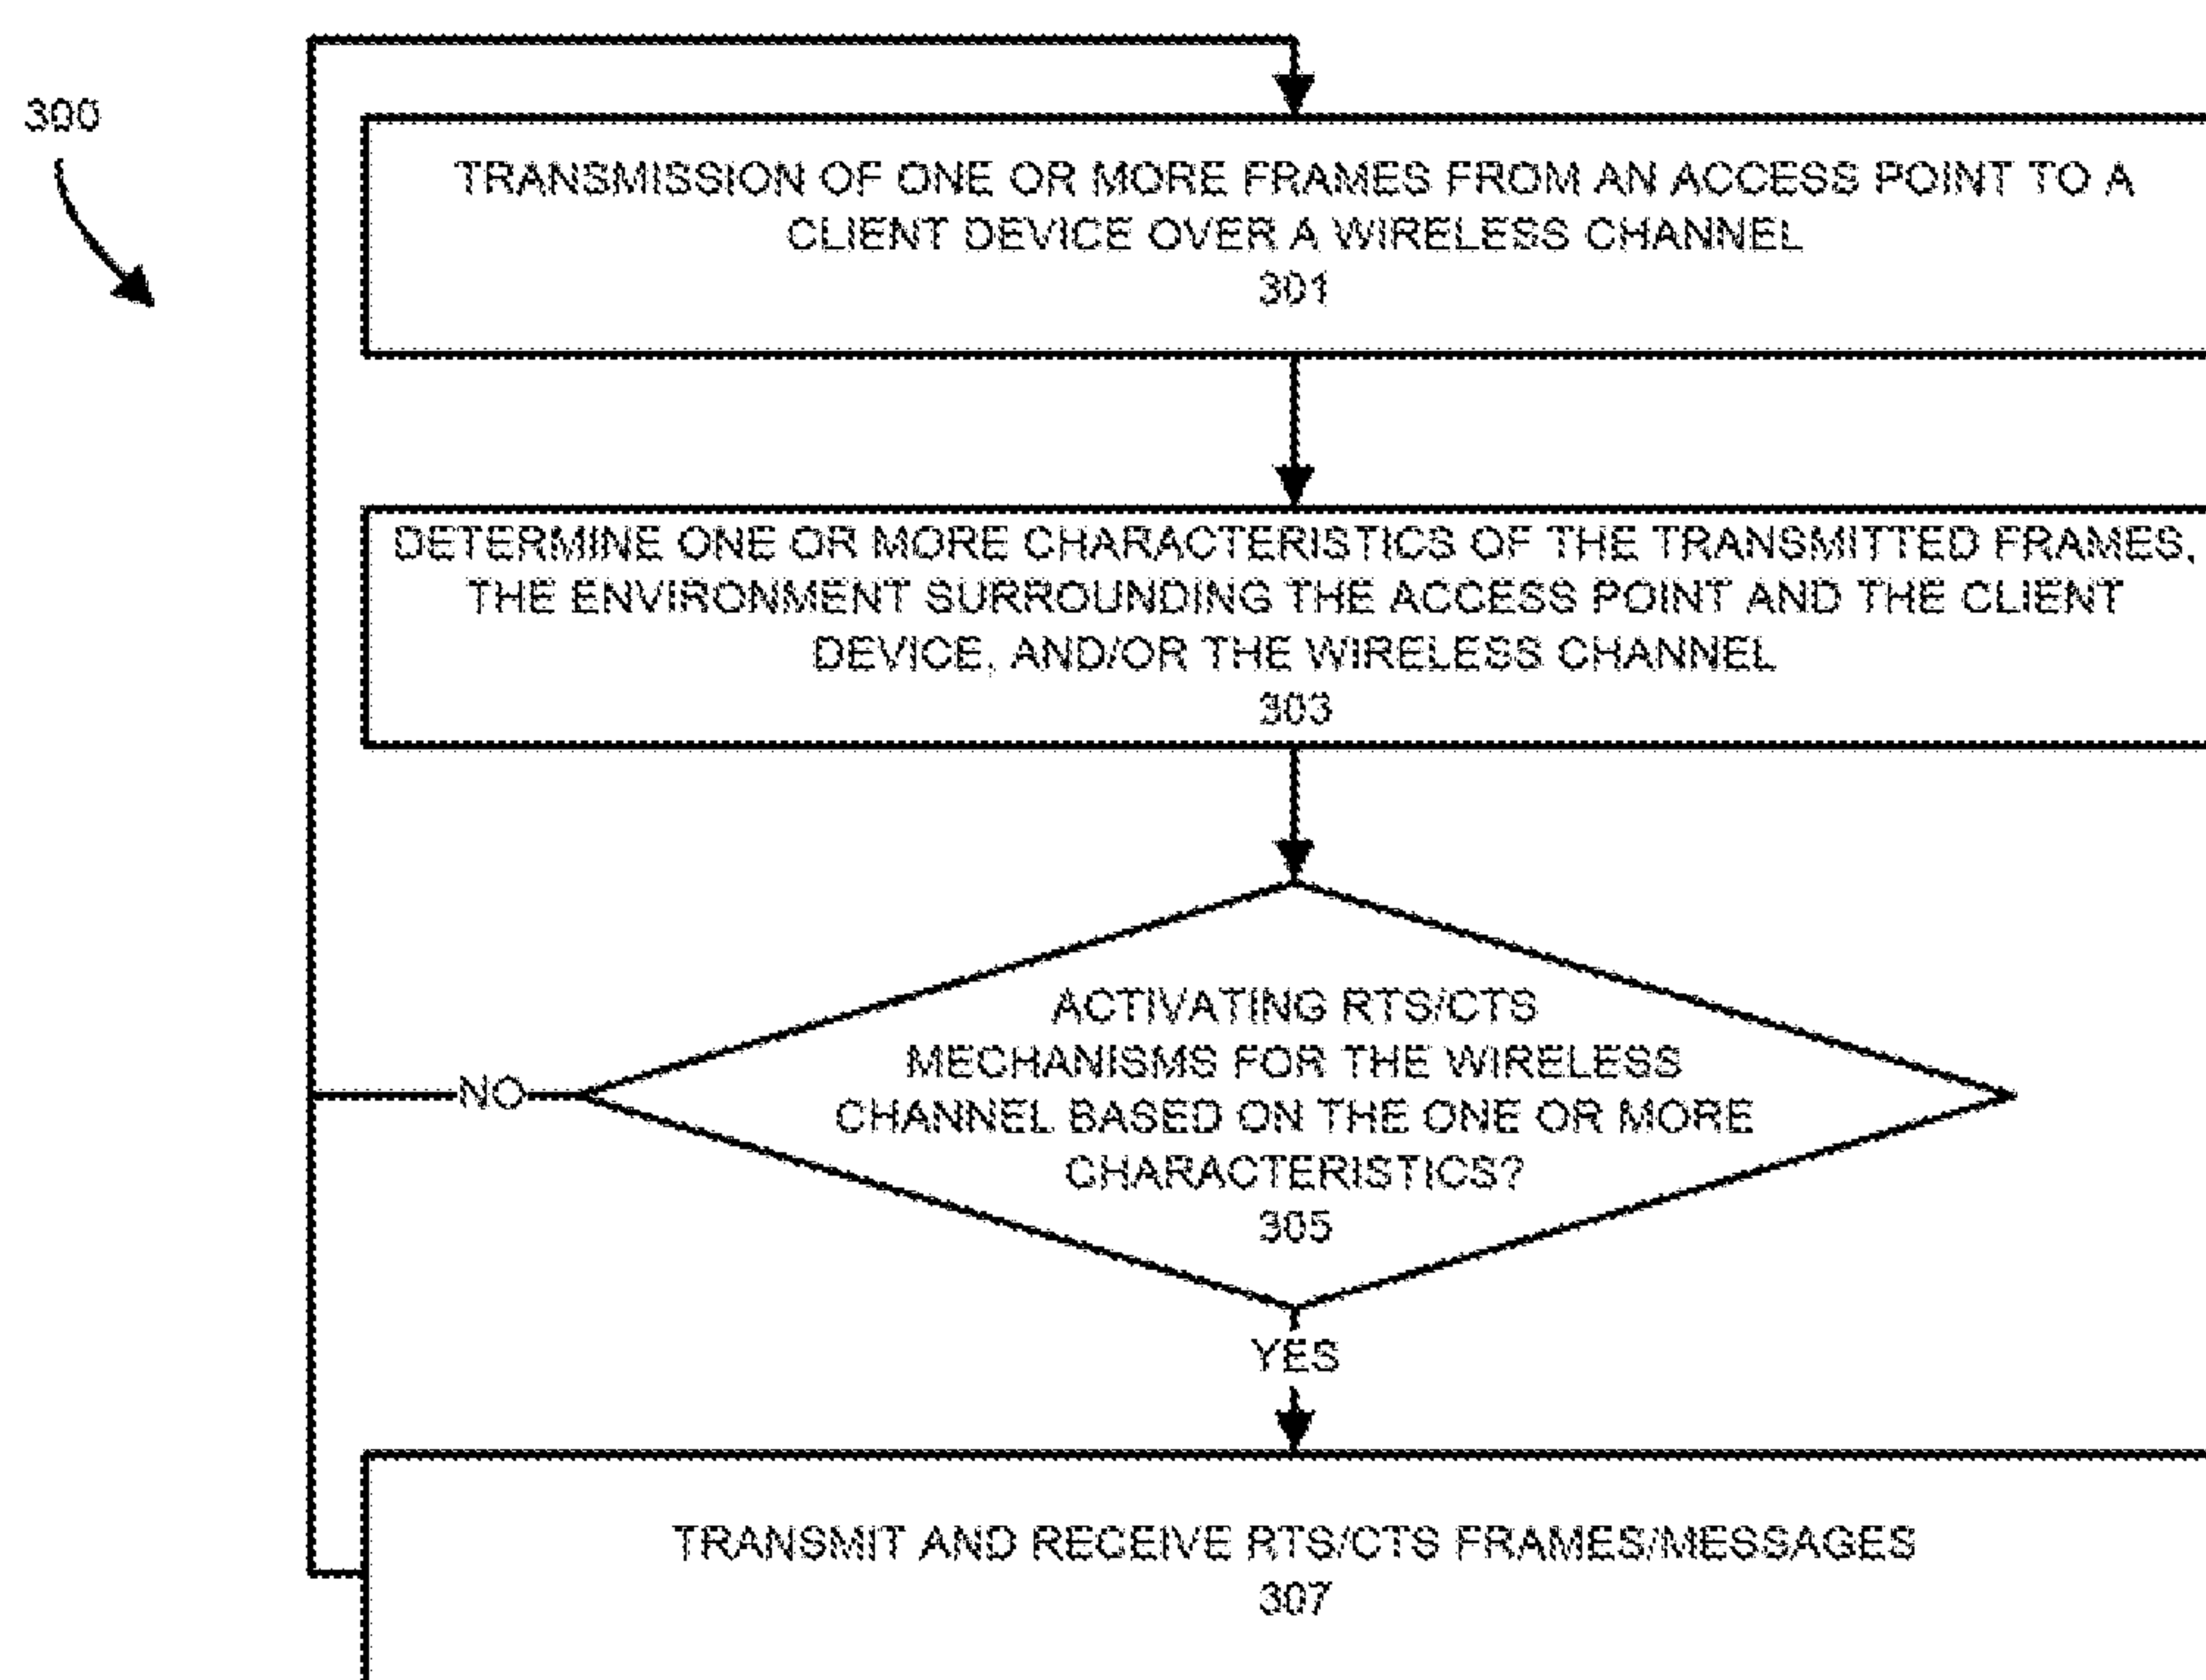 300
TRANSMISSION OF ONE OR MORE FRAMES FROM AN ACCESS POINT TO A
CLIENT DEVICE OVER A WIRELESS CHANNEL
301
DETERMINE ONE OR MORE CHARACTERISTICS OF THE TRANSMITTED FRAMES,
THE ENVIRONMENT SURROUNDING THE ACCESS POINT AND THE CLIENT
DEVICE, AND/OR THE WIRELESS CHANNEL
303
ACTIVATING RTS/CTS
MECHANISMS FOR THE WIRELESS
CHANNEL BASED ON THE ONE OR MORE
CHARACTERISTICS?
305
NO
YES
TRANSMIT AND RECEIVE RTS/CTS FRAMES/MESSAGES
307